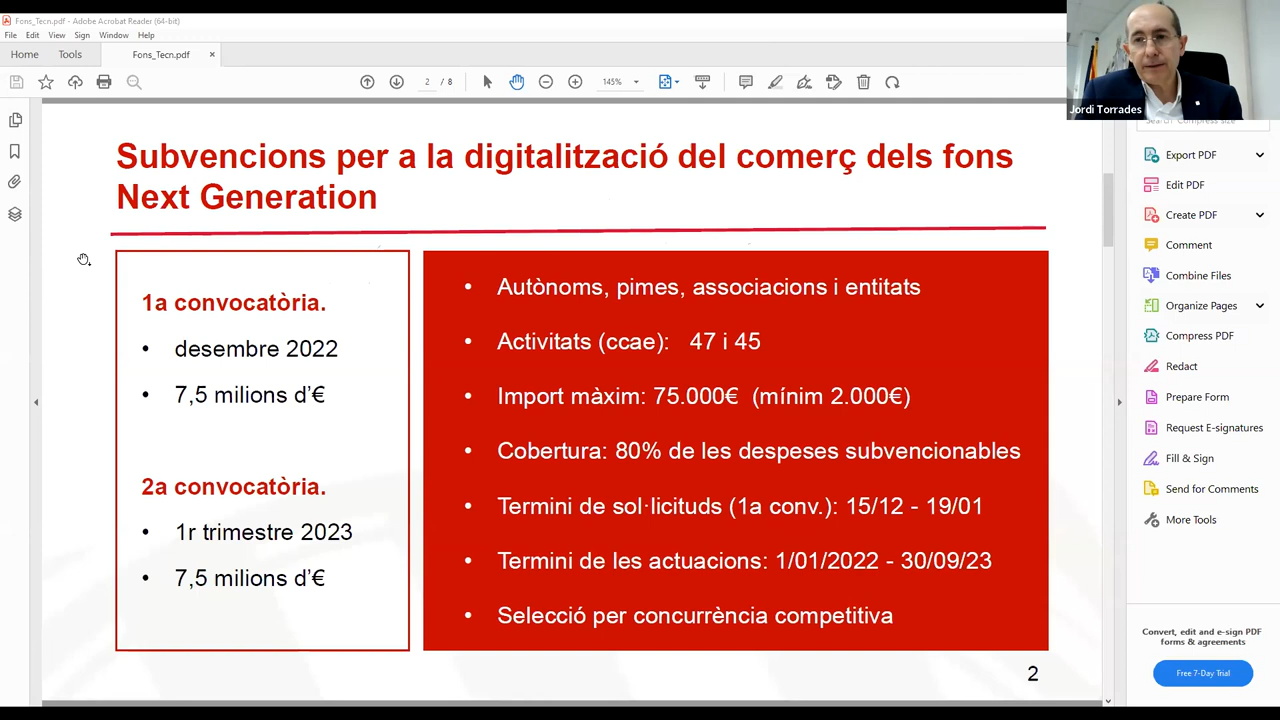 Fons_Tecn.pdf - Adobe Acrobat Reader (64-bit)
File Edit View Sign Window Help
Home Tools Fons_Tecn.pdf ×
2 / 8 145%
Jordi Torrades
Subvencions per a la digitalització del comerç dels fons
Next Generation
1a convocatòria.
• desembre 2022
• 7,5 milions d'€
2a convocatòria.
• 1r trimestre 2023
• 7,5 milions d'€
• Autònoms, pimes, associacions i entitats
• Activitats (ccae): 47 i 45
• Import màxim: 75.000€ (mínim 2.000€)
• Cobertura: 80% de les despeses subvencionables
• Termini de sol·licituds (1a conv.): 15/12 - 19/01
• Termini de les actuacions: 1/01/2022 - 30/09/23
• Selecció per concurrència competitiva
2
Export PDF
Edit PDF
Create PDF
Comment
Combine Files
Organize Pages
Compress PDF
Redact
Prepare Form
Request E-signatures
Fill & Sign
Send for Comments
More Tools
Convert, edit and e-sign PDF
forms & agreements
Free 7-Day Trial